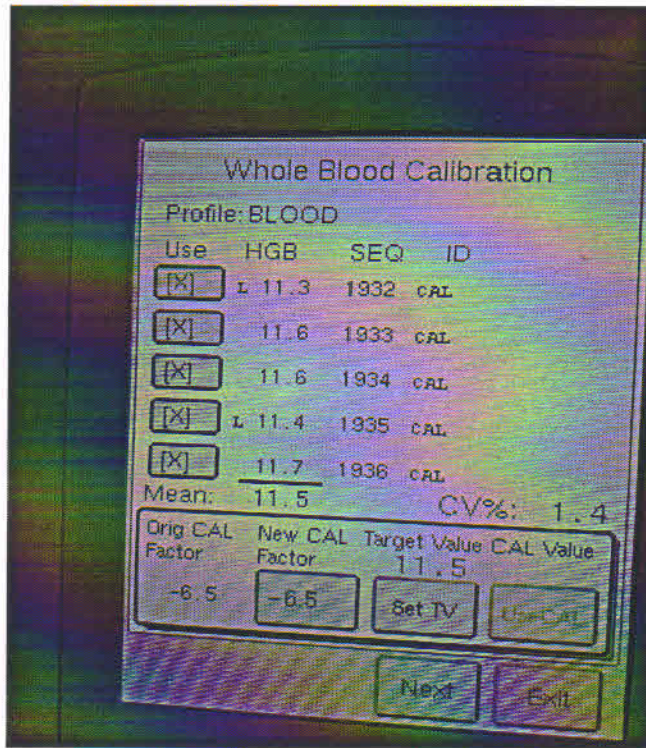 Whole Blood Calibration
Profile: BLOOD
Use HGB SEQ ID
[X] L 11.3 1932 CAL
[X] 11.6 1933 CAL
[X] 11.6 1934 CAL
[X] L 11.4 1935 CAL
[X] 11.7 1936 CAL
Mean: 11.5 CV%: 1.4
Orig CAL New CAL Target Value CAL Value
Factor Factor 11.5
-6.5 -6.5 Set TV Use CAL
Next Exit